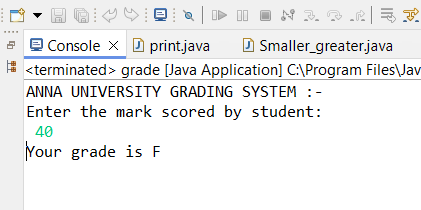 Console × print.java Smaller_greater.java
<terminated> grade [Java Application] C:\Program Files\Jav
ANNA UNIVERSITY GRADING SYSTEM :-
Enter the mark scored by student:
40
Your grade is F